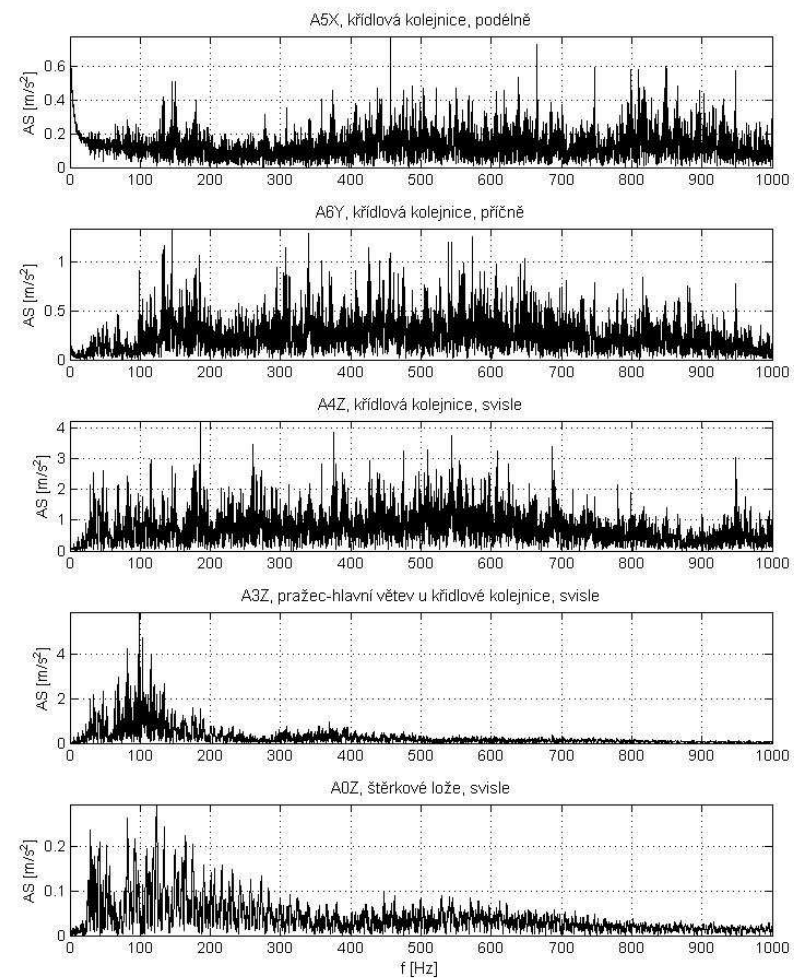 A5X, křídlová kolejnice, podélně
AS [m/s²]
0.6
0.4
0.2
0
0 100 200 300 400 500 600 700 800 900 1000
A6Y, křídlová kolejnice, příčně
AS [m/s²]
1
0.5
0
0 100 200 300 400 500 600 700 800 900 1000
A4Z, křídlová kolejnice, svisle
AS [m/s²]
4
3
2
1
0
0 100 200 300 400 500 600 700 800 900 1000
A3Z, pražec-hlavní větev u křidlové kolejnice, svisle
AS [m/s²]
4
2
0
0 100 200 300 400 500 600 700 800 900 1000
A0Z, štěrkové lože, svisle
AS [m/s²]
0.2
0.1
0
0 100 200 300 400 500 600 700 800 900 1000
f [Hz]